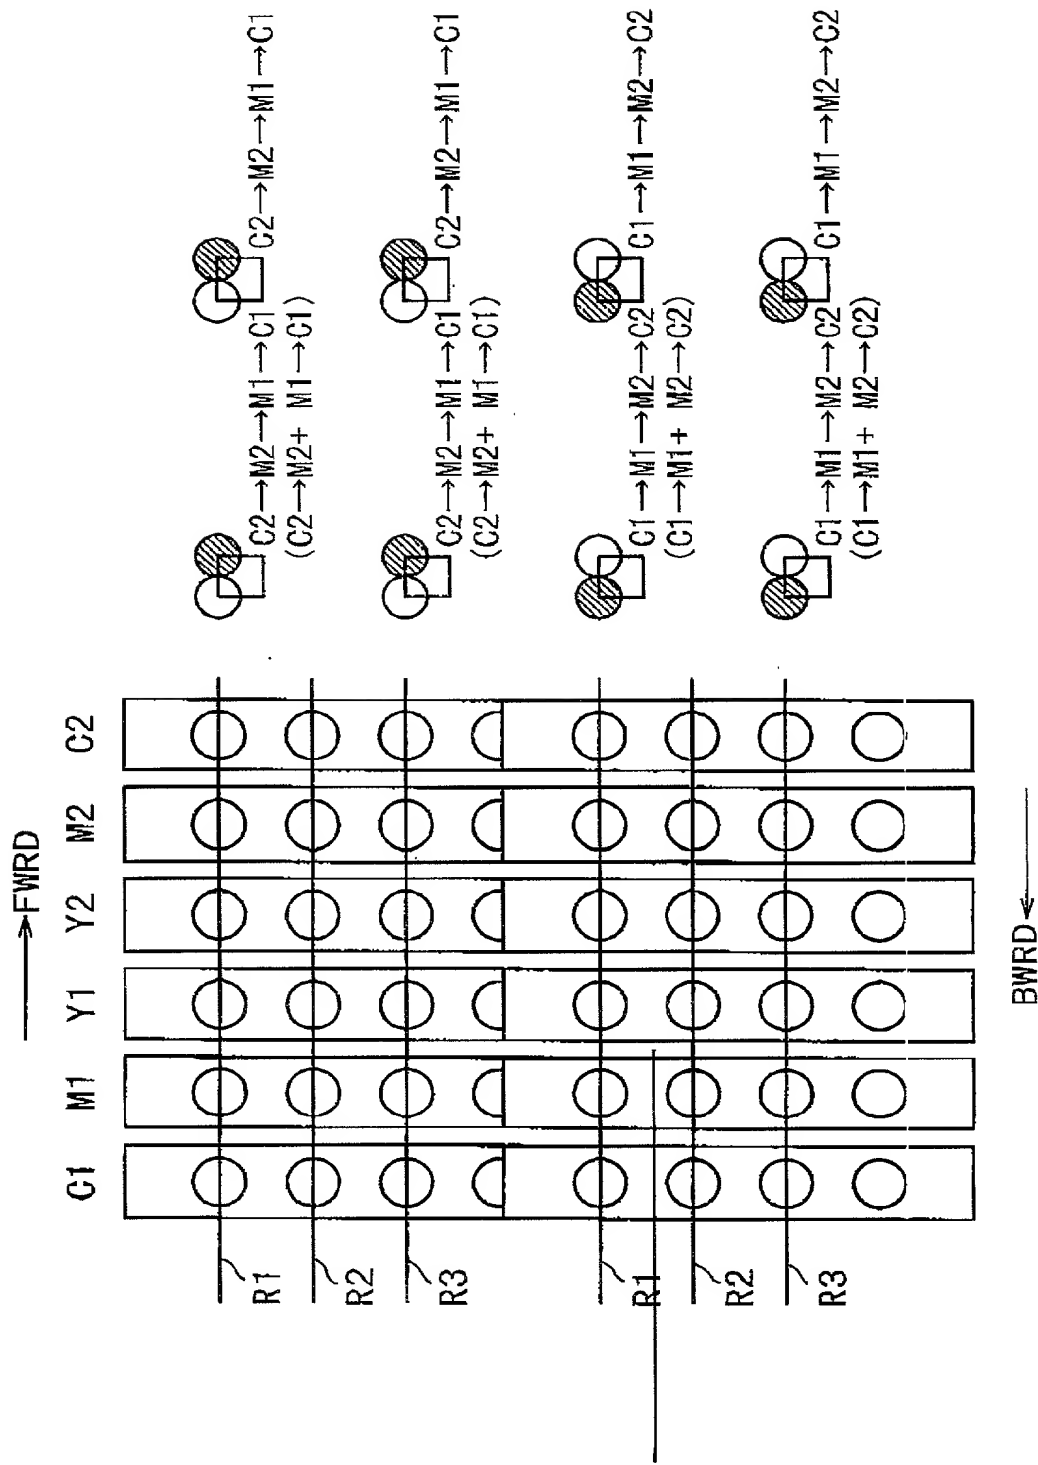 FWRD
C1 M1 Y1 Y2 M2 C2
R1
C2→M2→M1→C1
(C2→M2+ M1→C1)
C2→M2→M1→C1
R2
R3
C2→M2→M1→C1
(C2→M2+ M1→C1)
C2→M2→M1→C1
R1
C1→M1→M2→C2
(C1→M1+ M2→C2)
C1→M1→M2→C2
R2
R3
C1→M1→M2→C2
(C1→M1+ M2→C2)
C1→M1→M2→C2
BWRD